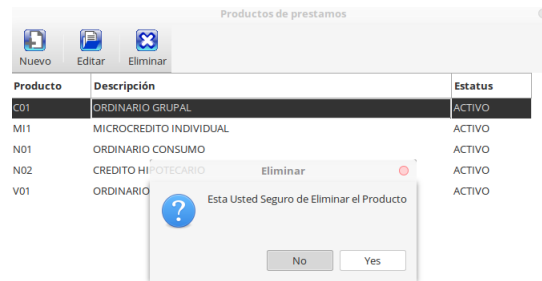 Productos de prestamos
Nuevo Editar Eliminar
Producto Descripción Estatus
C01 ORDINARIO GRUPAL ACTIVO
MI1 MICROCREDITO INDIVIDUAL ACTIVO
N01 ORDINARIO CONSUMO ACTIVO
N02 CREDITO HIPOTECARIO ACTIVO
V01 ORDINARIO ACTIVO
Eliminar
Esta Usted Seguro de Eliminar el Producto
No Yes